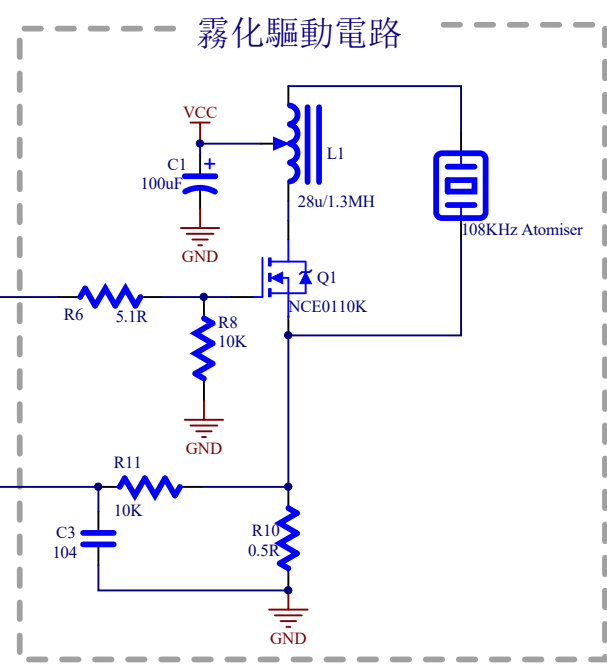 霧化驅動電路
VCC
C1
100uF
GND
L1
28u/1.3MH
108KHz Atomiser
Q1
NCE0110K
R6
5.1R
R8
10K
GND
R11
10K
C3
104
R10
0.5R
GND